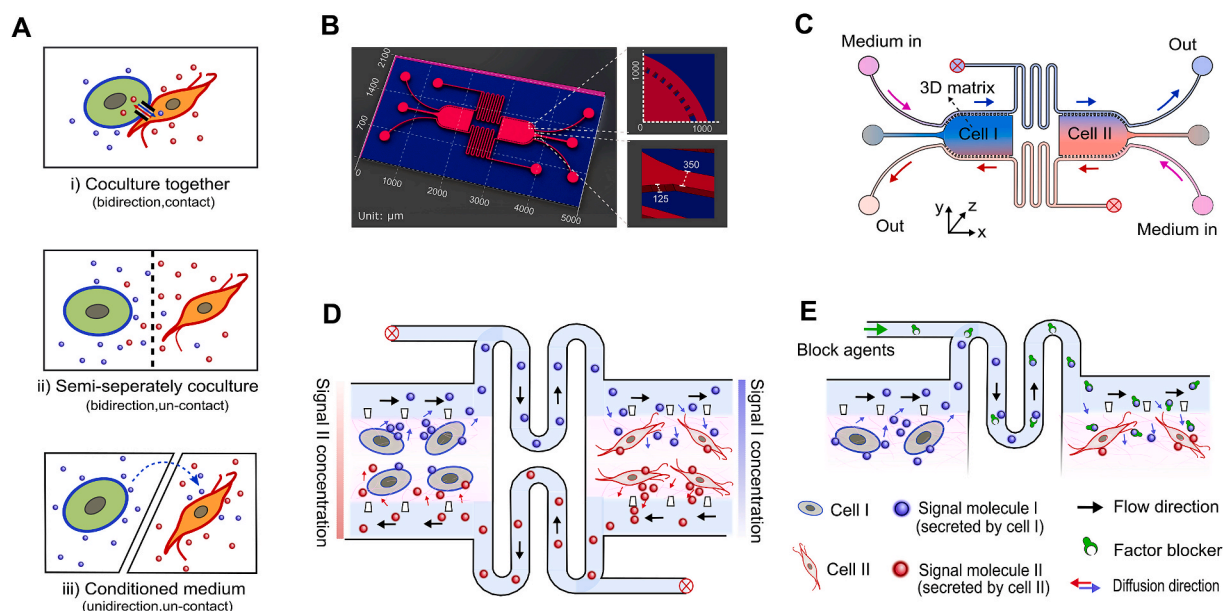 A
i) Coculture together
(bidirection,contact)
ii) Semi-seperately coculture
(bidirection,un-contact)
iii) Conditioned medium
(unidirection,un-contact)
B
2100
1400
700
0
1000
2000
3000
4000
5000
Unit: µm
1000
0
0
1000
350
125
C
Medium in
Out
3D matrix
Cell I
Cell II
Out
Medium in
y
z
x
D
Signal II concentration
Signal I concentration
E
Block agents
Cell I
Signal molecule I
(secreted by cell I)
Flow direction
Factor blocker
Cell II
Signal molecule II
(secreted by cell II)
Diffusion direction